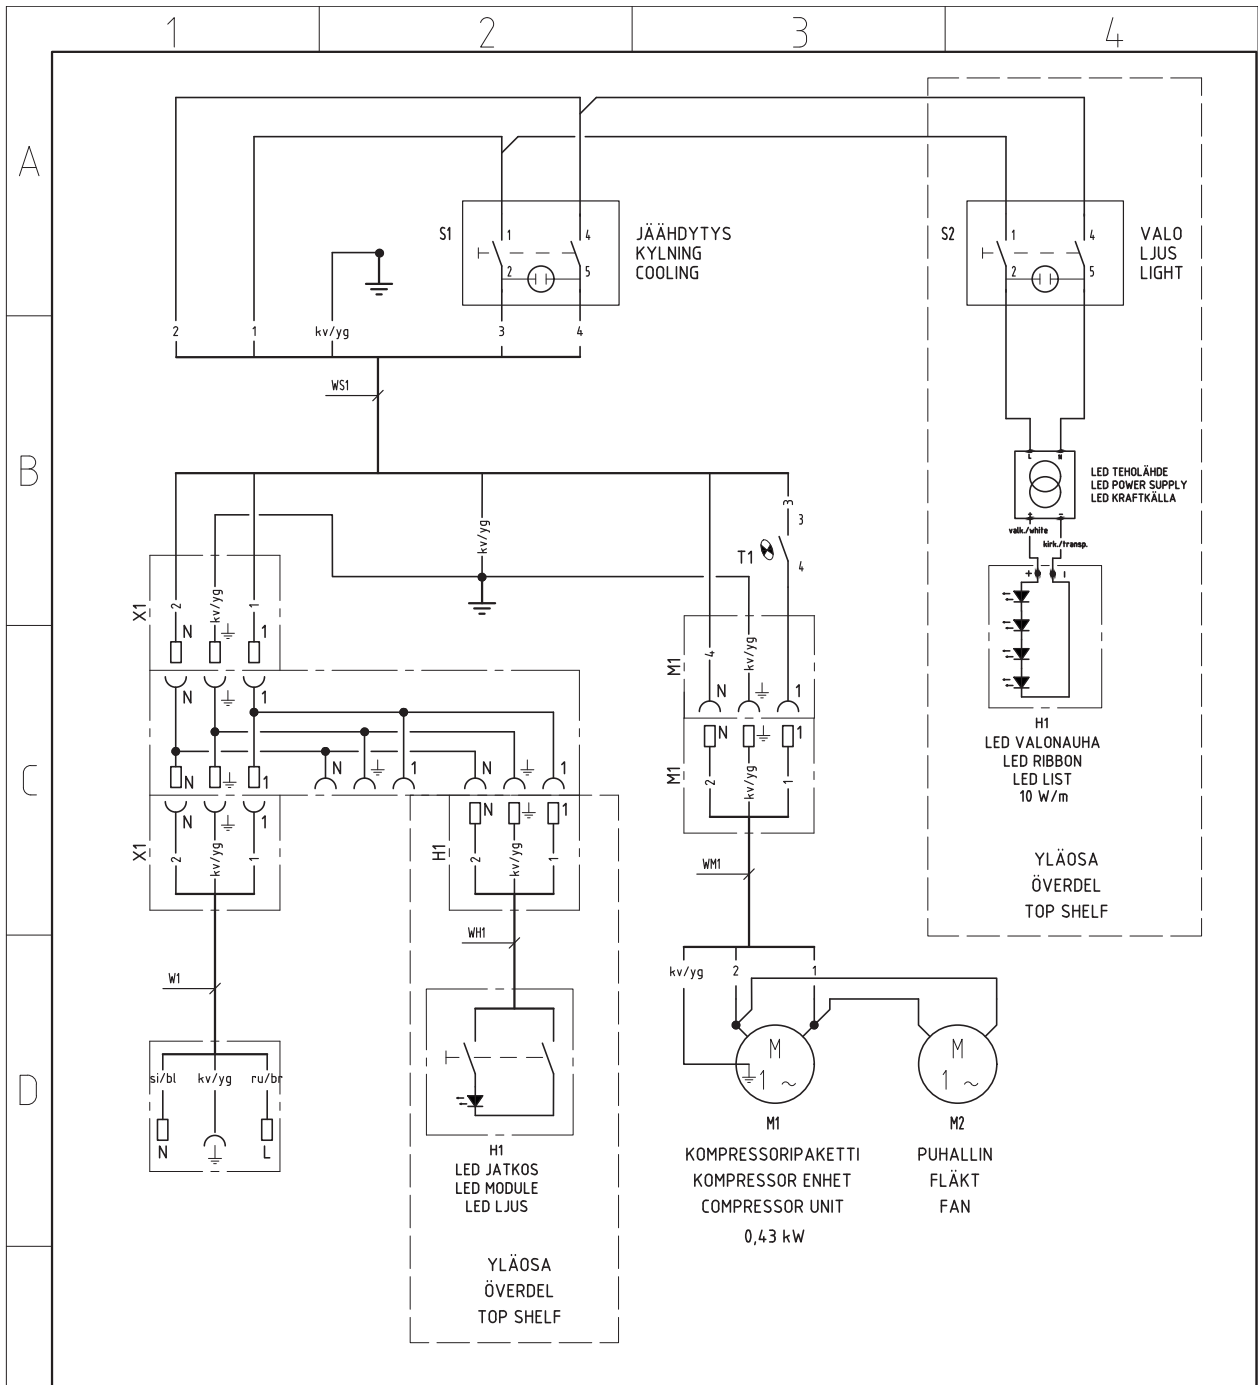 1 2 3 4
A
S1
1 4
2 5
JÄÄHDYTYS
KYLNING
COOLING
S2
1 4
2 5
VALO
LJUS
LIGHT
2 1 kv/yg 3 4
WS1
B
L N
LED TEHOLÄHDE
LED POWER SUPPLY
LED KRAFTKÄLLA
+ -
valk./white
kirk./transp.
kv/yg
3
3
T1
4
+ -
X1
2 kv/yg 1
N 1
M1
4 kv/yg
N 1
N 1
H1
LED VALONAUHA
LED RIBBON
LED LIST
10 W/m
C
N 1
M1
2 kv/yg 1
N 1 N 1 N 1
X1
N 1
2 kv/yg 1
H1
N 1
2 kv/yg 1
WM1
YLÄOSA
ÖVERDEL
TOP SHELF
WH1
W1
kv/yg 2 1
D
si/bl kv/yg ru/br
N L
M
1 ~
M
1 ~
M1
KOMPRESSORIPAKETTI
KOMPRESSOR ENHET
COMPRESSOR UNIT
0,43 kW
M2
PUHALLIN
FLÄKT
FAN
H1
LED JATKOS
LED MODULE
LED LJUS
YLÄOSA
ÖVERDEL
TOP SHELF